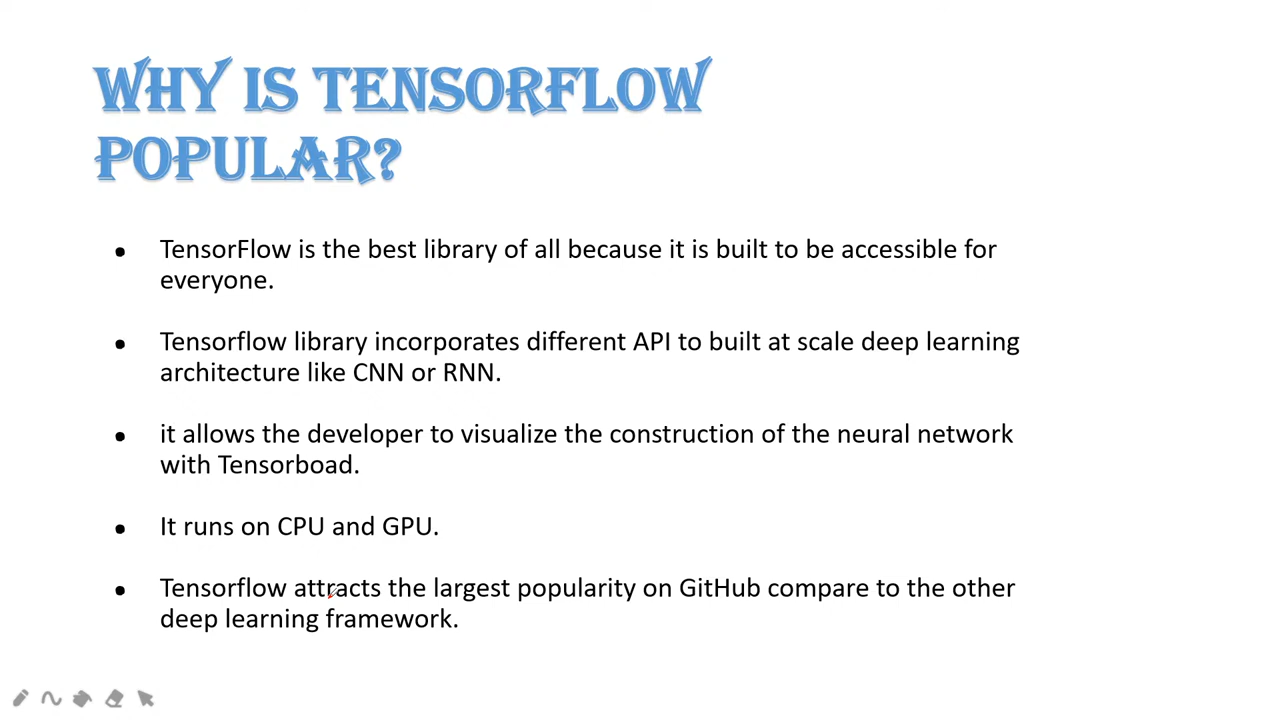 WHY IS TENSORFLOW
POPULAR?
• TensorFlow is the best library of all because it is built to be accessible for
everyone.
• Tensorflow library incorporates different API to built at scale deep learning
architecture like CNN or RNN.
• it allows the developer to visualize the construction of the neural network
with Tensorboad.
• It runs on CPU and GPU.
• Tensorflow attracts the largest popularity on GitHub compare to the other
deep learning framework.